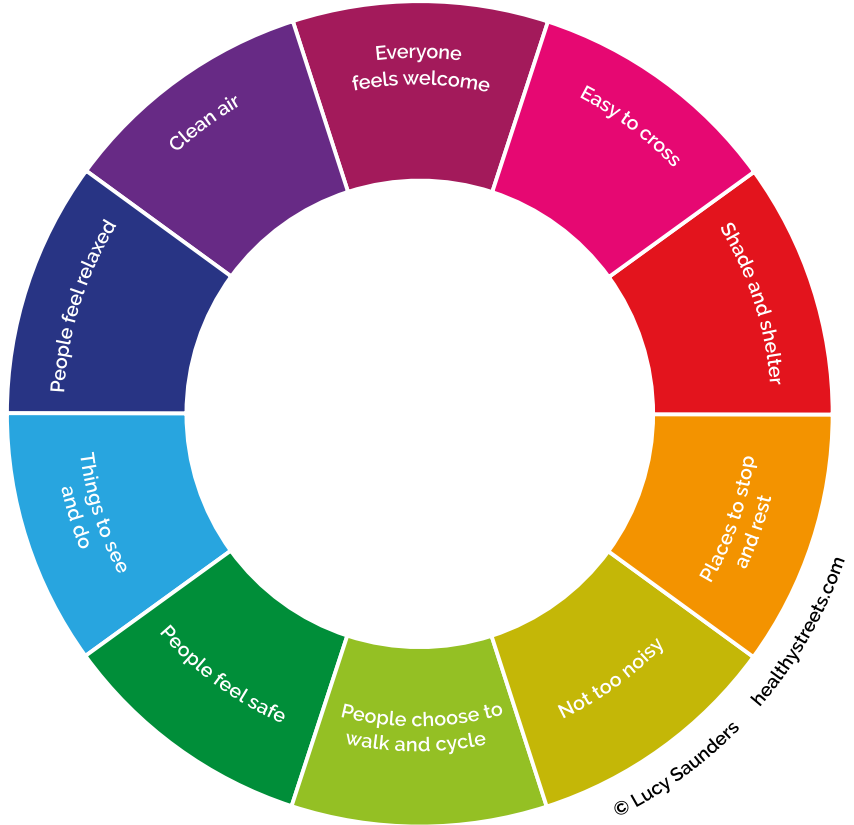 Everyone
feels welcome
Easy to cross
Shade and shelter
Places to stop
and rest
Not too noisy
People choose to
walk and cycle
People feel safe
Things to see
and do
People feel relaxed
Clean air
© Lucy Saunders
healthystreets.com